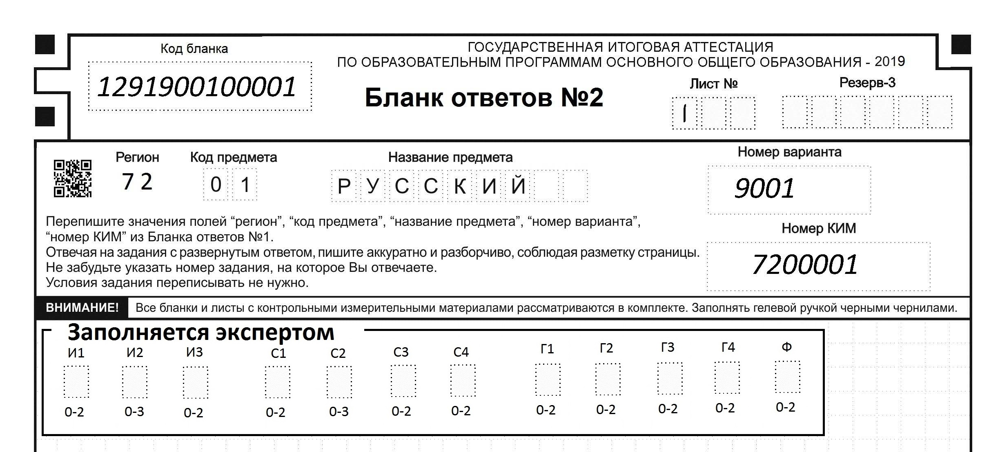 Код бланка
ГОСУДАРСТВЕННАЯ ИТОГОВАЯ АТТЕСТАЦИЯ
ПО ОБРАЗОВАТЕЛЬНЫМ ПРОГРАММАМ ОСНОВНОГО ОБЩЕГО ОБРАЗОВАНИЯ - 2019
1291900100001
Бланк ответов №2
Лист №
1
Резерв-3
Регион
72
Код предмета
01
Название предмета
РУССКИЙ
Номер варианта
9001
Перепишите значения полей “регион”, “код предмета”, “название предмета”, “номер варианта”,
“номер КИМ” из Бланка ответов №1.
Отвечая на задания с развернутым ответом, пишите аккуратно и разборчиво, соблюдая разметку страницы.
Не забудьте указать номер задания, на которое Вы отвечаете.
Условия задания переписывать не нужно.
Номер КИМ
7200001
ВНИМАНИЕ! Все бланки и листы с контрольными измерительными материалами рассматриваются в комплекте. Заполнять гелевой ручкой черными чернилами.
Заполняется экспертом
И1 И2 И3 С1 С2 С3 С4 Г1 Г2 Г3 Г4 Ф
0-2 0-3 0-2 0-2 0-3 0-2 0-2 0-2 0-2 0-2 0-2 0-2